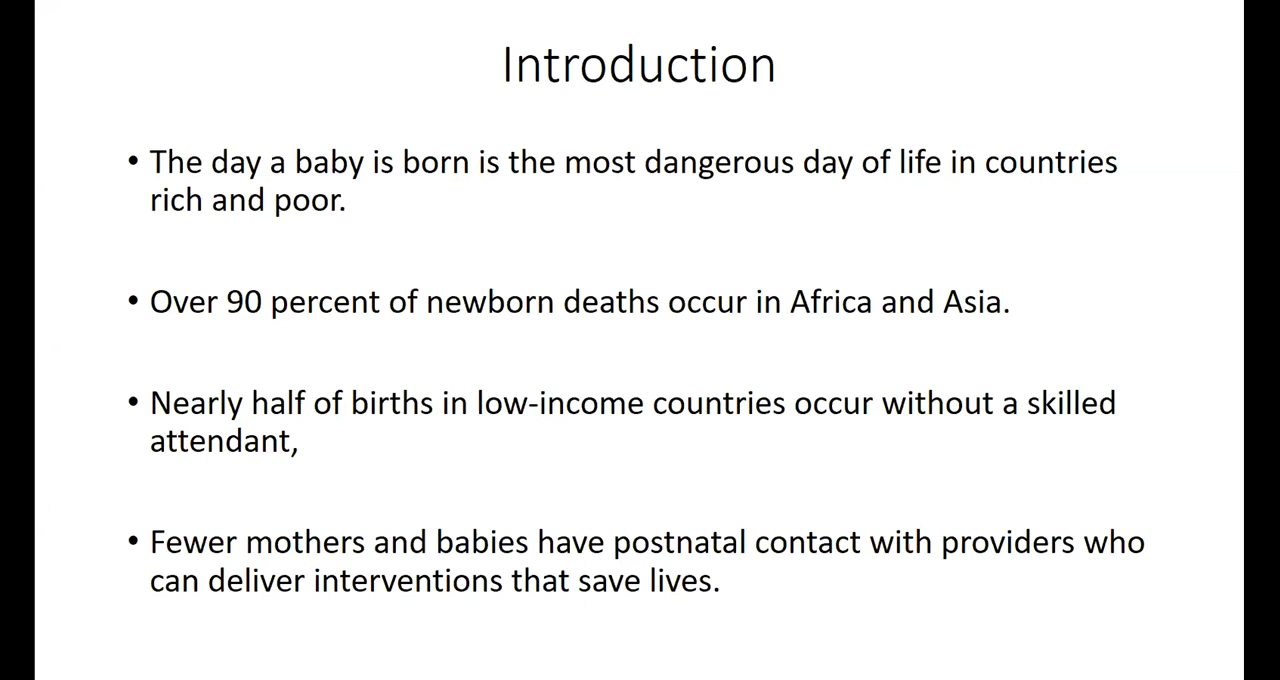 Introduction
• The day a baby is born is the most dangerous day of life in countries
rich and poor.
• Over 90 percent of newborn deaths occur in Africa and Asia.
• Nearly half of births in low-income countries occur without a skilled
attendant,
• Fewer mothers and babies have postnatal contact with providers who
can deliver interventions that save lives.